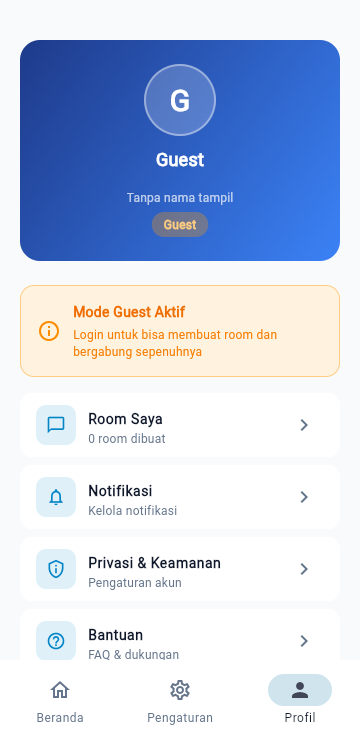 G
Guest
Tanpa nama tampil
Guest
Mode Guest Aktif
Login untuk bisa membuat room dan
bergabung sepenuhnya
Room Saya
0 room dibuat
Notifikasi
Kelola notifikasi
Privasi & Keamanan
Pengaturan akun
Bantuan
FAQ & dukungan
Beranda
Pengaturan
Profil